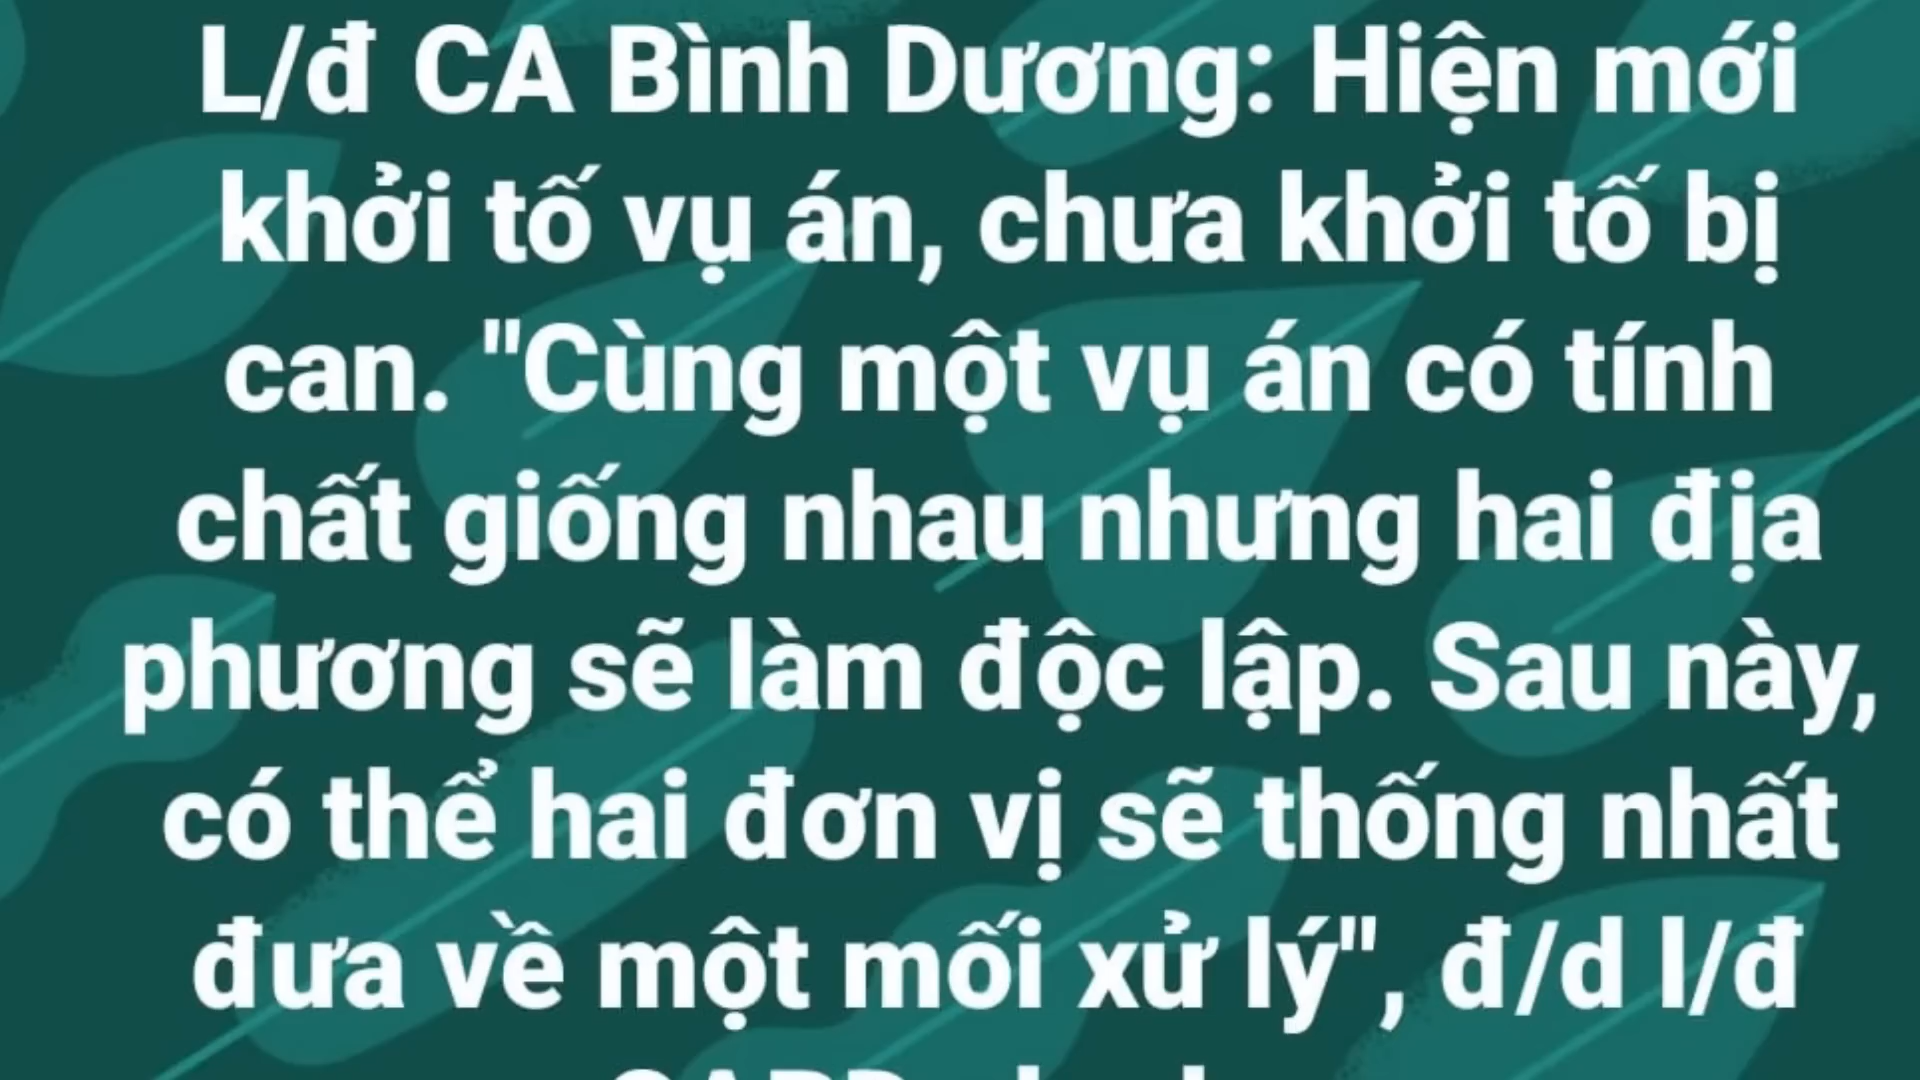 L/đ CA Bình Dương: Hiện mới
khởi tố vụ án, chưa khởi tố bị
can. "Cùng một vụ án có tính
chất giống nhau nhưng hai địa
phương sẽ làm độc lập. Sau này,
có thể hai đơn vị sẽ thống nhất
đưa về một mối xử lý", đ/d l/đ